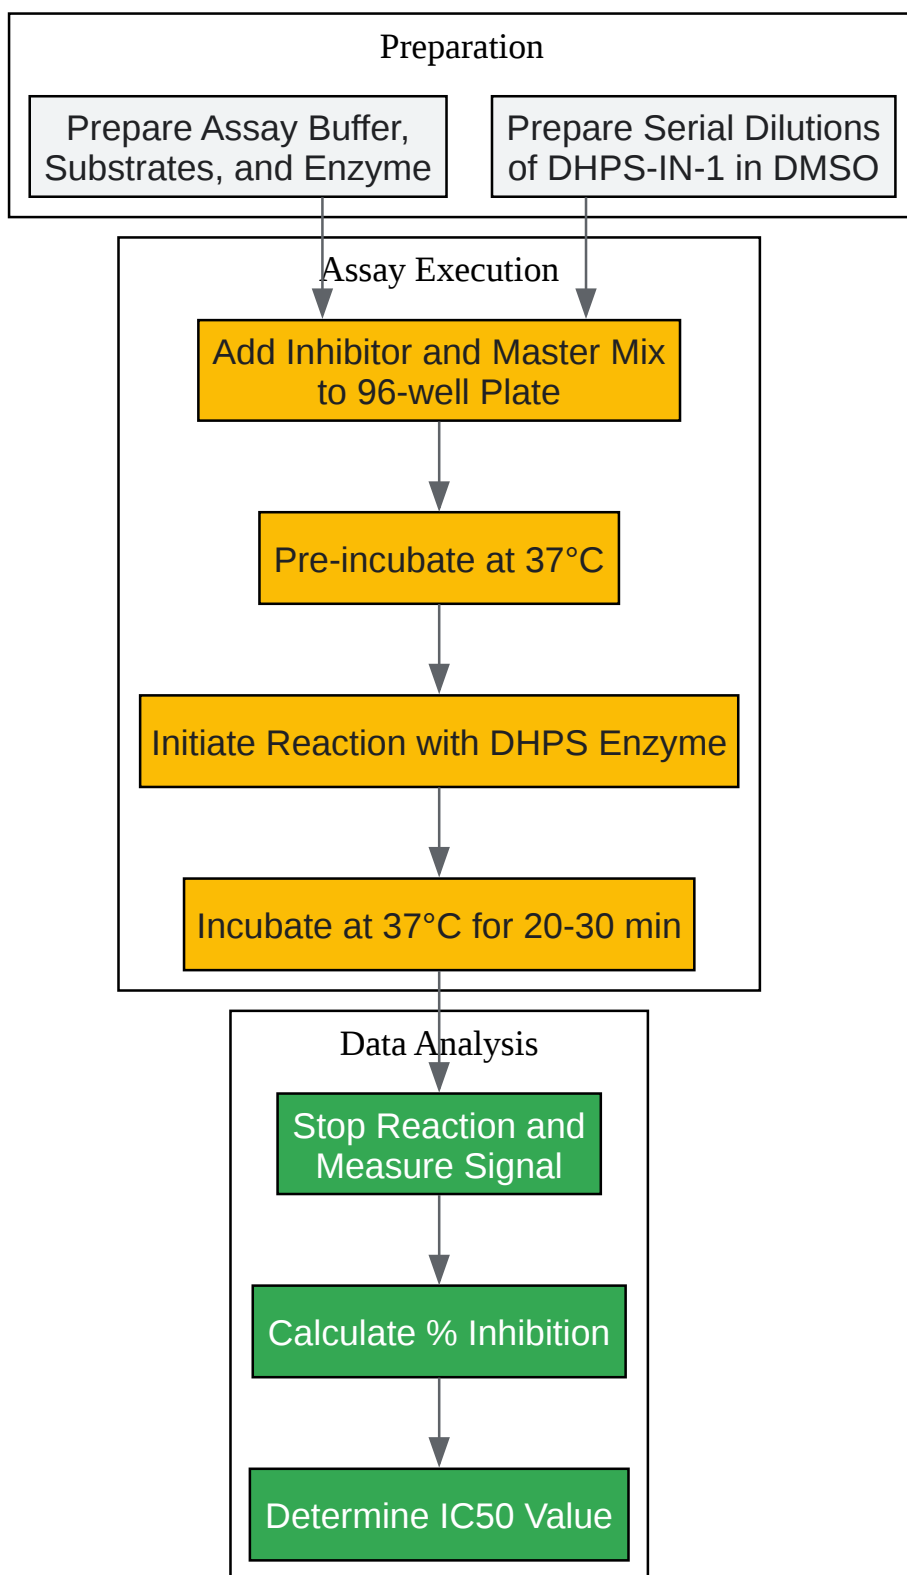 Preparation
Prepare Assay Buffer,
Substrates, and Enzyme
Prepare Serial Dilutions
of DHPS-IN-1 in DMSO
Assay Execution
Add Inhibitor and Master Mix
to 96-well Plate
Pre-incubate at 37°C
Initiate Reaction with DHPS Enzyme
Incubate at 37°C for 20-30 min
Data Analysis
Stop Reaction and
Measure Signal
Calculate % Inhibition
Determine IC50 Value